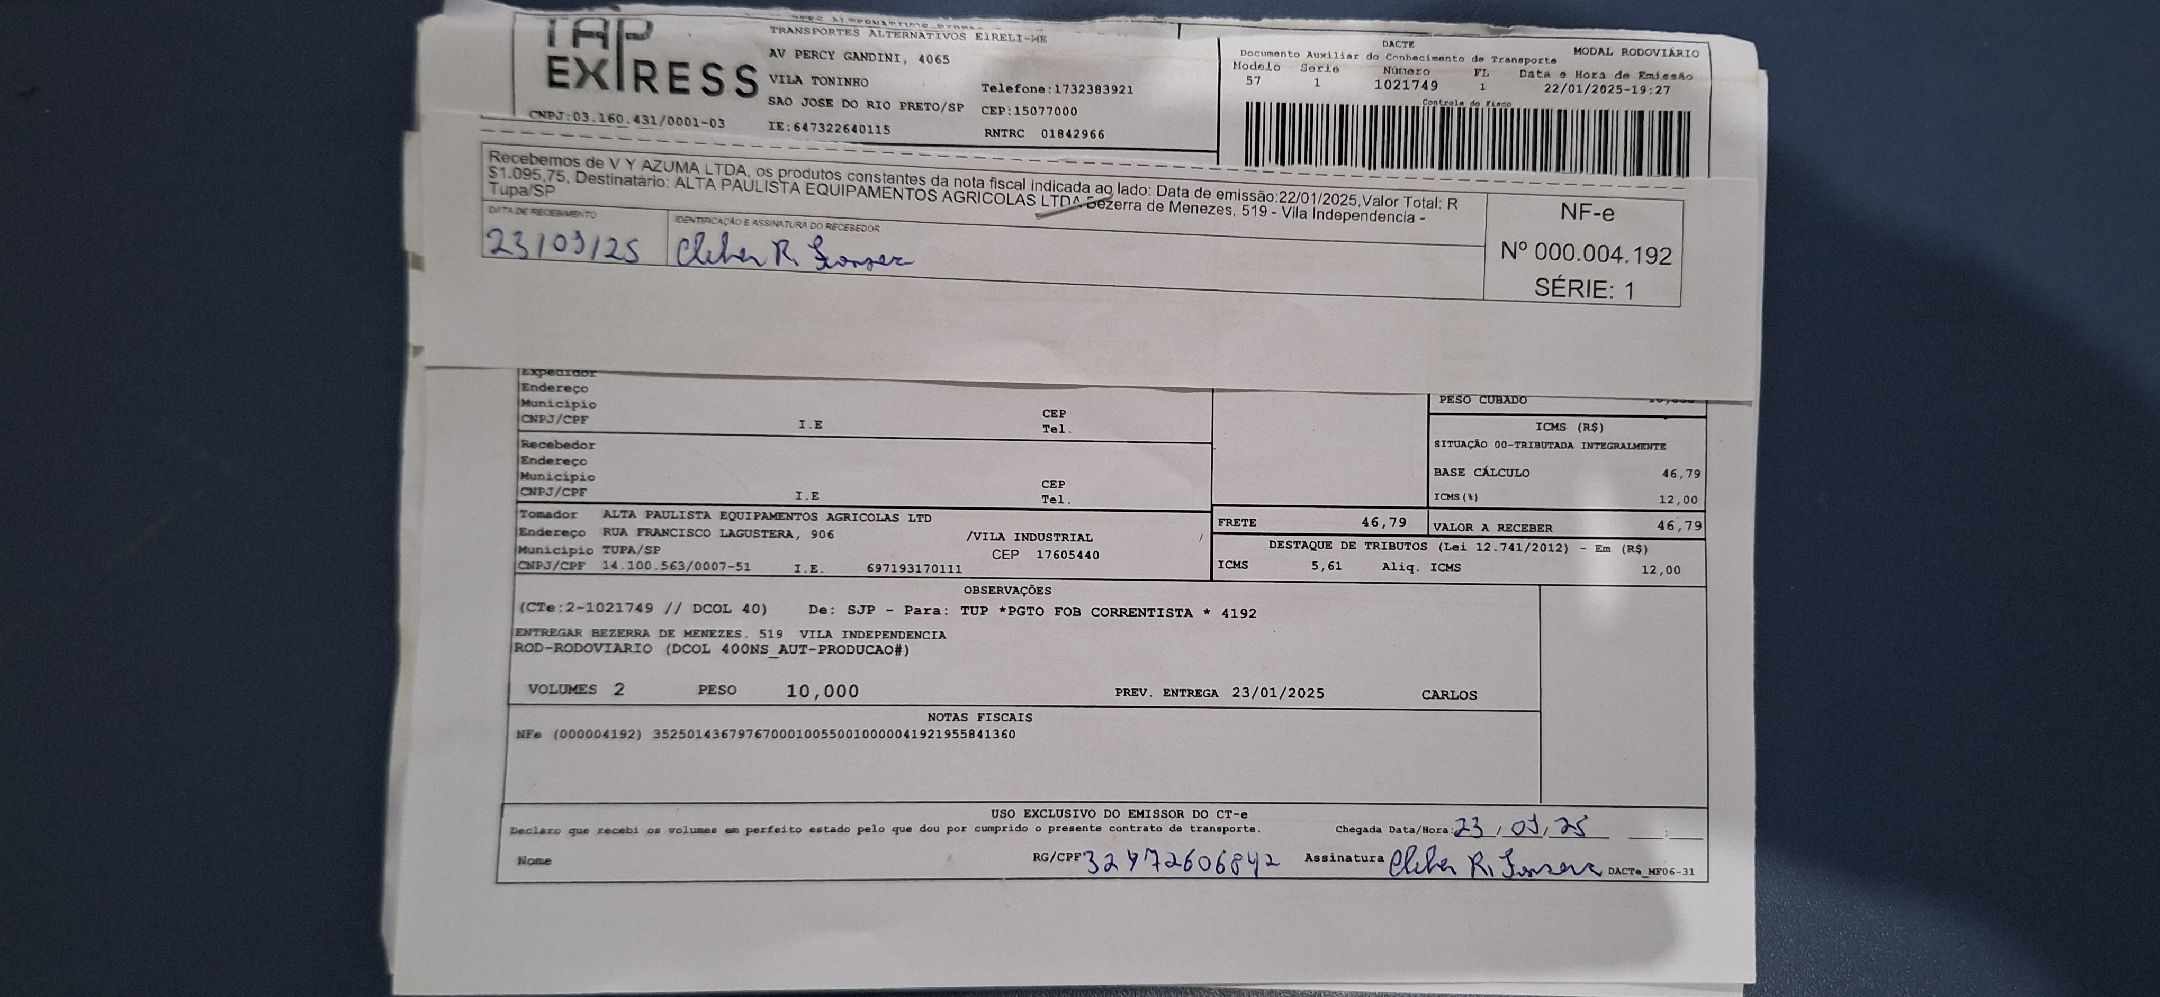 TAP
EXPRESS
TRANSPORTES ALTERNATIVOS EIRELI-ME
AV PERCY GANDINI, 4065
VILA TONINHO
SAO JOSE DO RIO PRETO/SP
IE:647322640115
Telefone:1732383921
CEP:15077000
RNTRC 01842966
CNPJ:03.160.431/0001-03
DACTE
MODAL RODOVIÁRIO
Documento Auxiliar do Conhecimento de Transporte
Modelo Serie Número FL Data e Hora de Emissão
57 1 1021749 1 22/01/2025-19:27
Controle do Fisco
Recebemos de V Y AZUMA LTDA, os produtos constantes da nota fiscal indicada ao lado: Data de emissão:22/01/2025,Valor Total: R
$1.095,75, Destinatário: ALTA PAULISTA EQUIPAMENTOS AGRICOLAS LTDA Bezerra de Menezes, 519 - Vila Independencia -
Tupa/SP
DATA DE RECEBIMENTO
23/01/25
IDENTIFICAÇÃO E ASSINATURA DO RECEBEDOR
Cleber R. Fonseca
NF-e
Nº 000.004.192
SÉRIE: 1
Expedidor
Endereço
Município CEP
CNPJ/CPF I.E Tel.
Recebedor
Endereço
Município CEP
CNPJ/CPF I.E Tel.
PESO CUBADO
ICMS (R$)
SITUAÇÃO 00-TRIBUTADA INTEGRALMENTE
BASE CÁLCULO 46,79
ICMS(%) 12,00
Tomador ALTA PAULISTA EQUIPAMENTOS AGRICOLAS LTD
Endereço RUA FRANCISCO LAGUSTERA, 906 /VILA INDUSTRIAL /
Município TUPA/SP CEP 17605440
CNPJ/CPF 14.100.563/0007-51 I.E. 697193170111
FRETE 46,79 VALOR A RECEBER 46,79
DESTAQUE DE TRIBUTOS (Lei 12.741/2012) - Em (R$)
ICMS 5,61 Aliq. ICMS 12,00
OBSERVAÇÕES
(CTe:2-1021749 // DCOL 40) De: SJP - Para: TUP *PGTO FOB CORRENTISTA * 4192
ENTREGAR BEZERRA DE MENEZES. 519 VILA INDEPENDENCIA
ROD-RODOVIARIO (DCOL 400NS_AUT-PRODUCAO#)
VOLUMES 2 PESO 10,000 PREV. ENTREGA 23/01/2025 CARLOS
NOTAS FISCAIS
NFe (000004192) 35250143679767000100550010000041921955841360
USO EXCLUSIVO DO EMISSOR DO CT-e
Declaro que recebi os volumes em perfeito estado pelo que dou por cumprido o presente contrato de transporte.
Chegada Data/Hora: 23/01/25
Nome RG/CPF 32472606842 Assinatura Cleber R. Fonseca DACTe_MF06-31